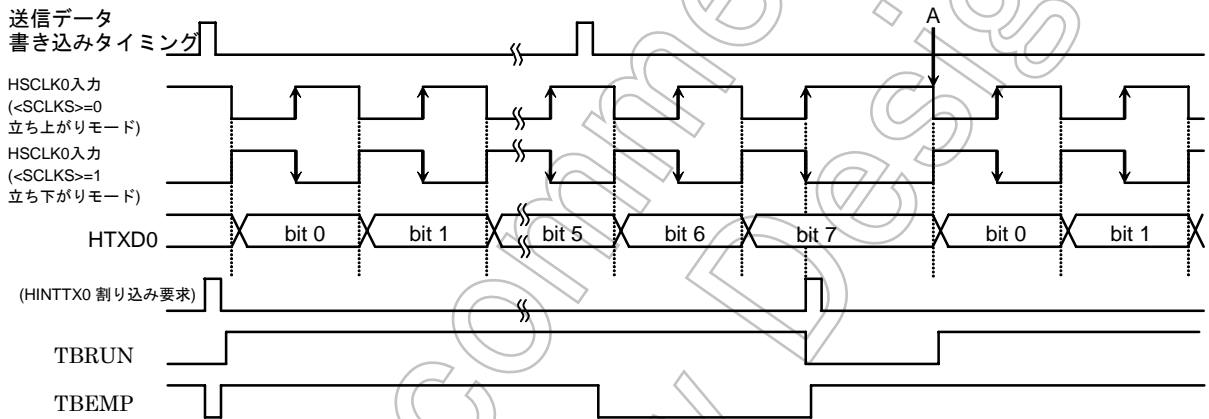 送信データ
書き込みタイミング
A
HSCLK0入力
(<SCLKS>=0
立ち上がりモード)
HSCLK0入力
(<SCLKS>=1
立ち下がりモード)
HTXD0 bit 0 bit 1 bit 5 bit 6 bit 7 bit 0 bit 1
(HINTTX0 割り込み要求)
TBRUN
TBEMP